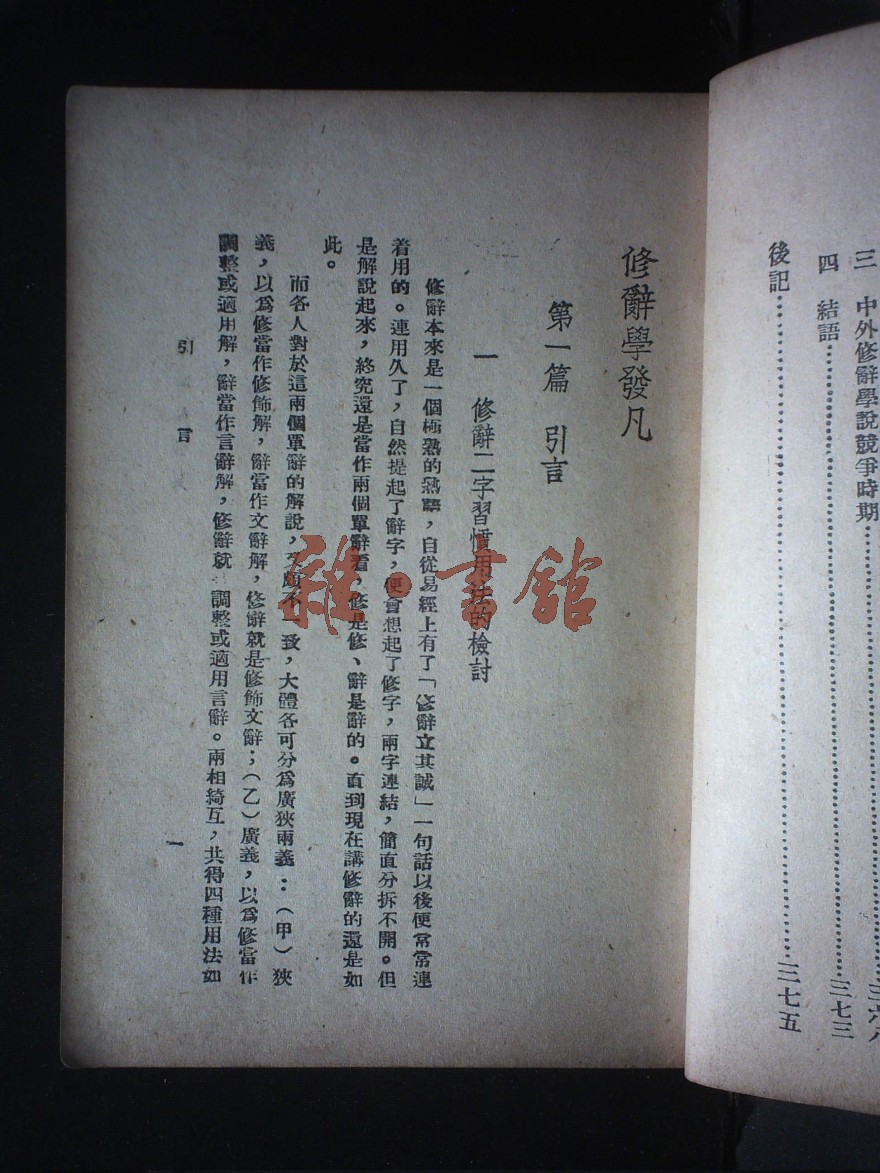 三　中外修辭學說競爭時期……三六八
四　結語……三七三
後記……三七五
修辭學發凡
第一篇　引言
一　修辭二字習慣用法的檢討
修辭本來是一個極熟的熟語，自從易經上有了「修辭立其誠」一句話以後便常常連
着用的。連用久了，自然提起了辭字，便會想起了修字，兩字連結，簡直分拆不開。但
是解說起來，終究還是當作兩個單辭看，修是修、辭是辭的。直到現在講修辭的還是如
此。
而各人對於這兩個單辭的解說，又頗不一致，大體各可分爲廣狹兩義：（甲）狹
義，以爲修當作修飾解，辭當作文辭解，修辭就是修飾文辭；（乙）廣義，以爲修當作
調整或適用解，辭當作言辭解，修辭就　調整或適用言辭。兩相綺互，共得四種用法如
引　言
一
雜·書館